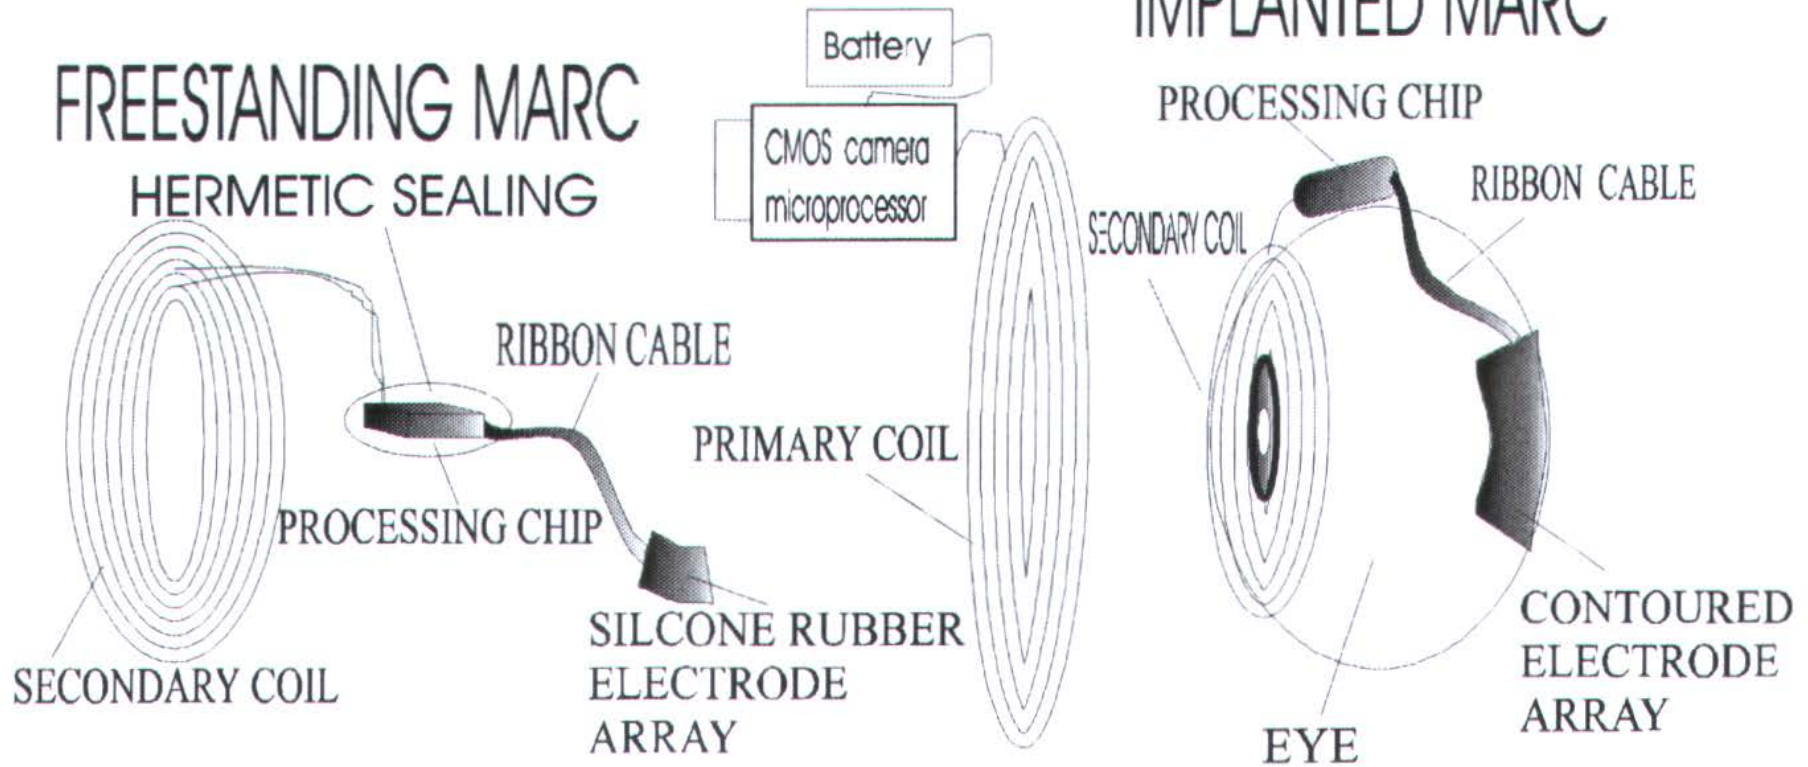 FREESTANDING MARC
HERMETIC SEALING
RIBBON CABLE
PROCESSING CHIP
SECONDARY COIL
SILCONE RUBBER
ELECTRODE
ARRAY
Battery
CMOS camera
microprocessor
PRIMARY COIL
IMPLANTED MARC
PROCESSING CHIP
RIBBON CABLE
SECONDARY COIL
CONTOURED
ELECTRODE
ARRAY
EYE